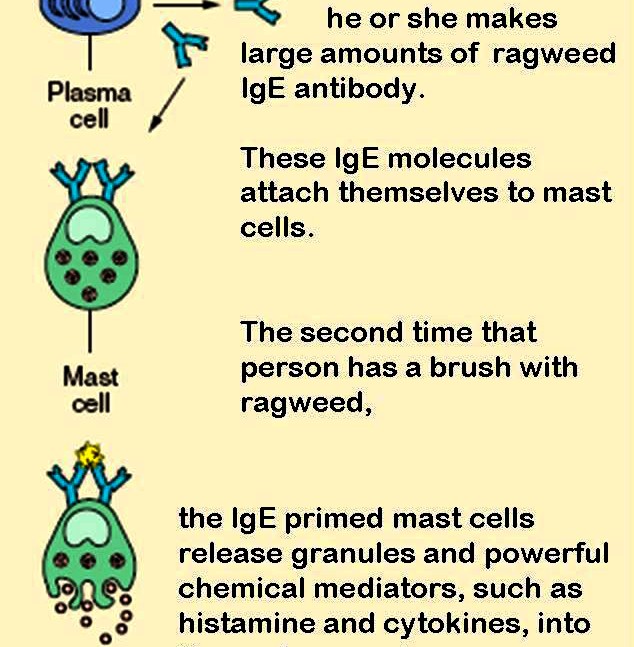 he or she makes
large amounts of ragweed
IgE antibody.
Plasma
cell
These IgE molecules
attach themselves to mast
cells.
The second time that
person has a brush with
ragweed,
Mast
cell
the IgE primed mast cells
release granules and powerful
chemical mediators, such as
histamine and cytokines, into